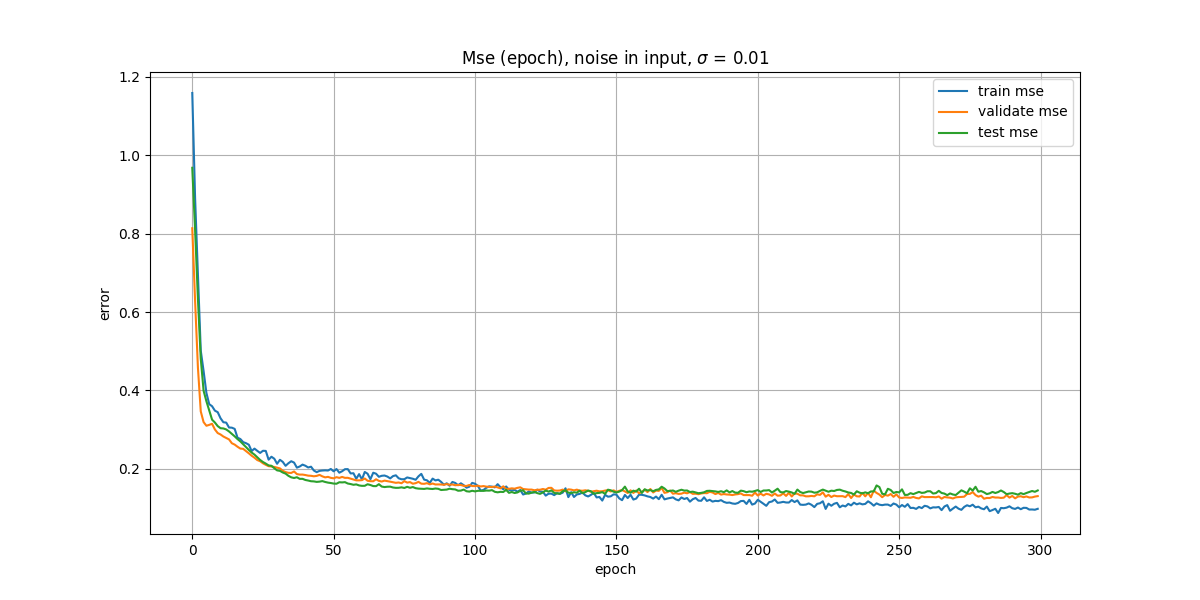 Mse (epoch), noise in input, σ = 0.01
train mse
validate mse
test mse
error
1.2
1.0
0.8
0.6
0.4
0.2
0 50 100 150 200 250 300
epoch